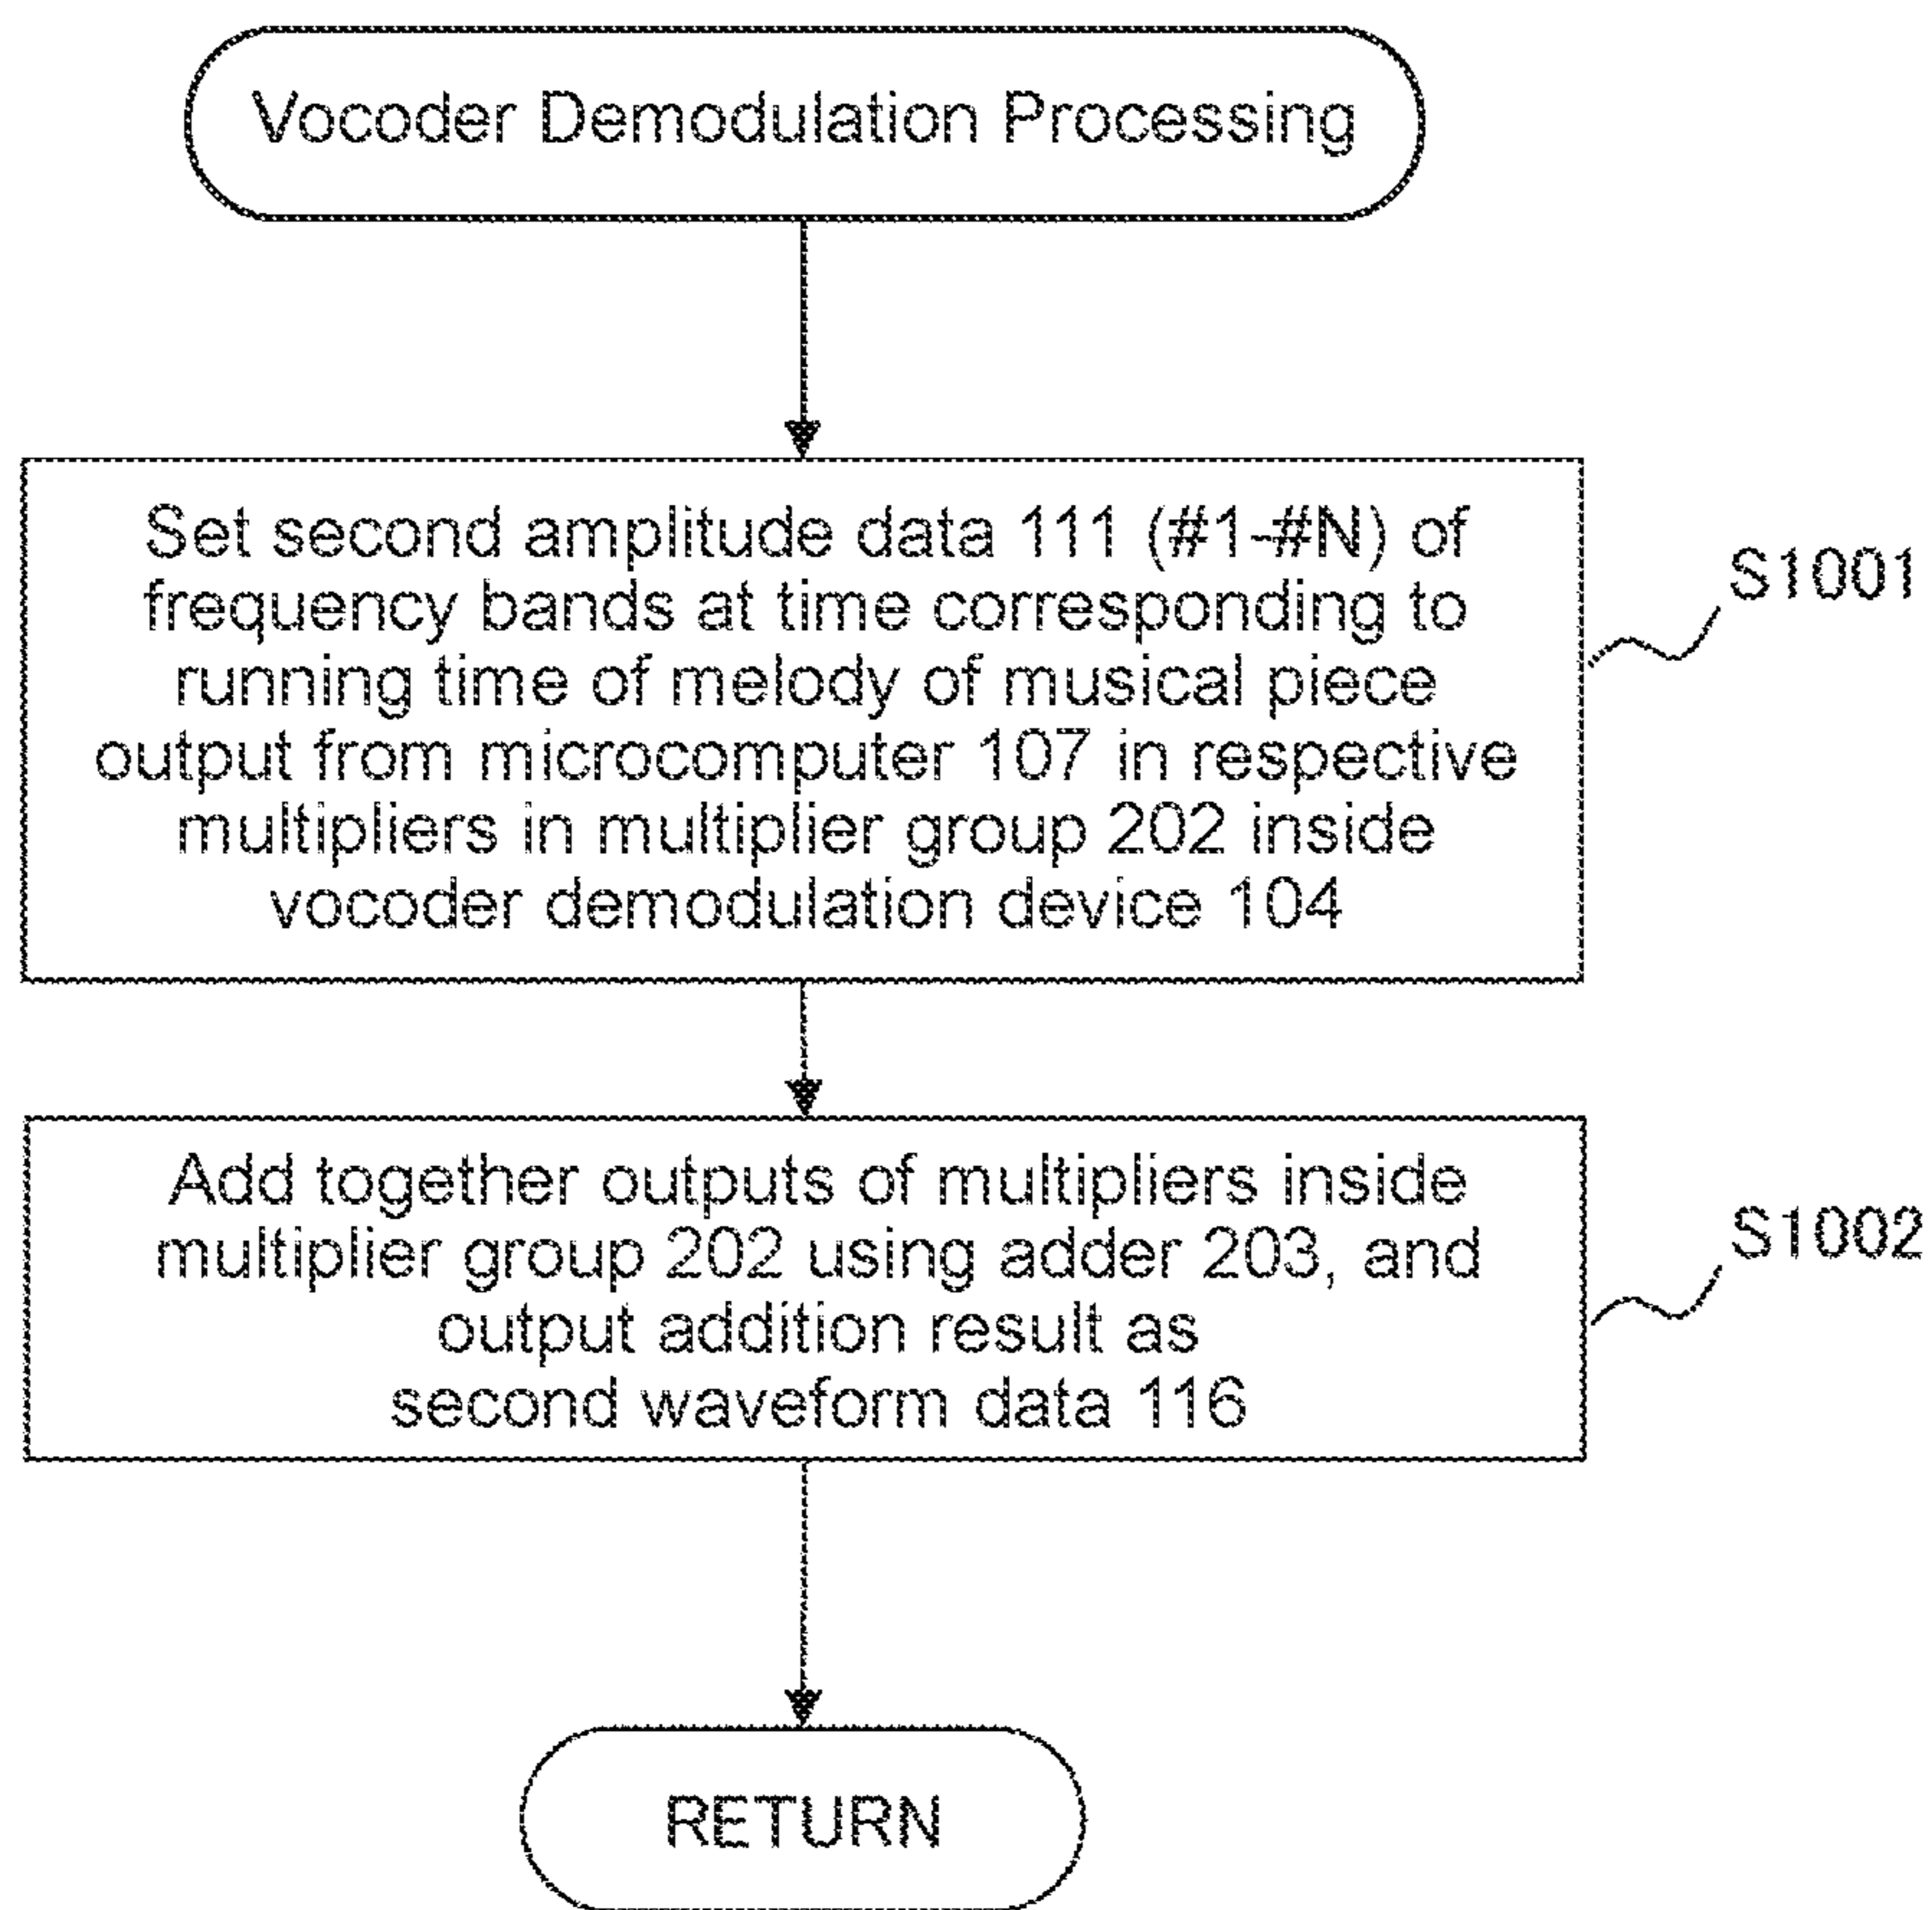 Vocoder Demodulation Processing
Set second amplitude data 111 (#1-#N) of
frequency bands at time corresponding to
running time of melody of musical piece
output from microcomputer 107 in respective
multipliers in multiplier group 202 inside
vocoder demodulation device 104
S1001
Add together outputs of multipliers inside
multiplier group 202 using adder 203, and
output addition result as
second waveform data 116
S1002
RETURN